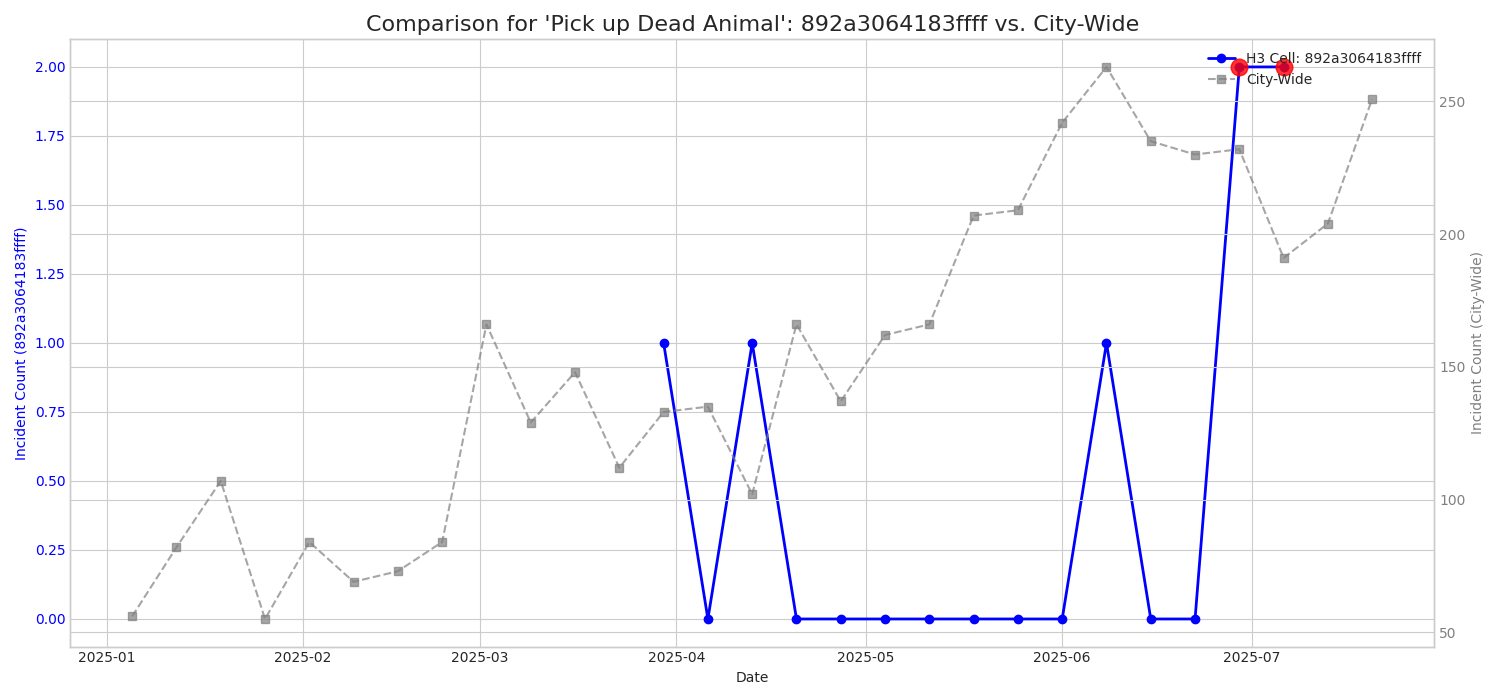 Comparison for 'Pick up Dead Animal': 892a3064183ffff vs. City-Wide
H3 Cell: 892a3064183ffff
City-Wide
Incident Count (892a3064183ffff)
2.00
1.75
1.50
1.25
1.00
0.75
0.50
0.25
0.00
250
200
150
100
50
Incident Count (City-Wide)
2025-01 2025-02 2025-03 2025-04 2025-05 2025-06 2025-07
Date